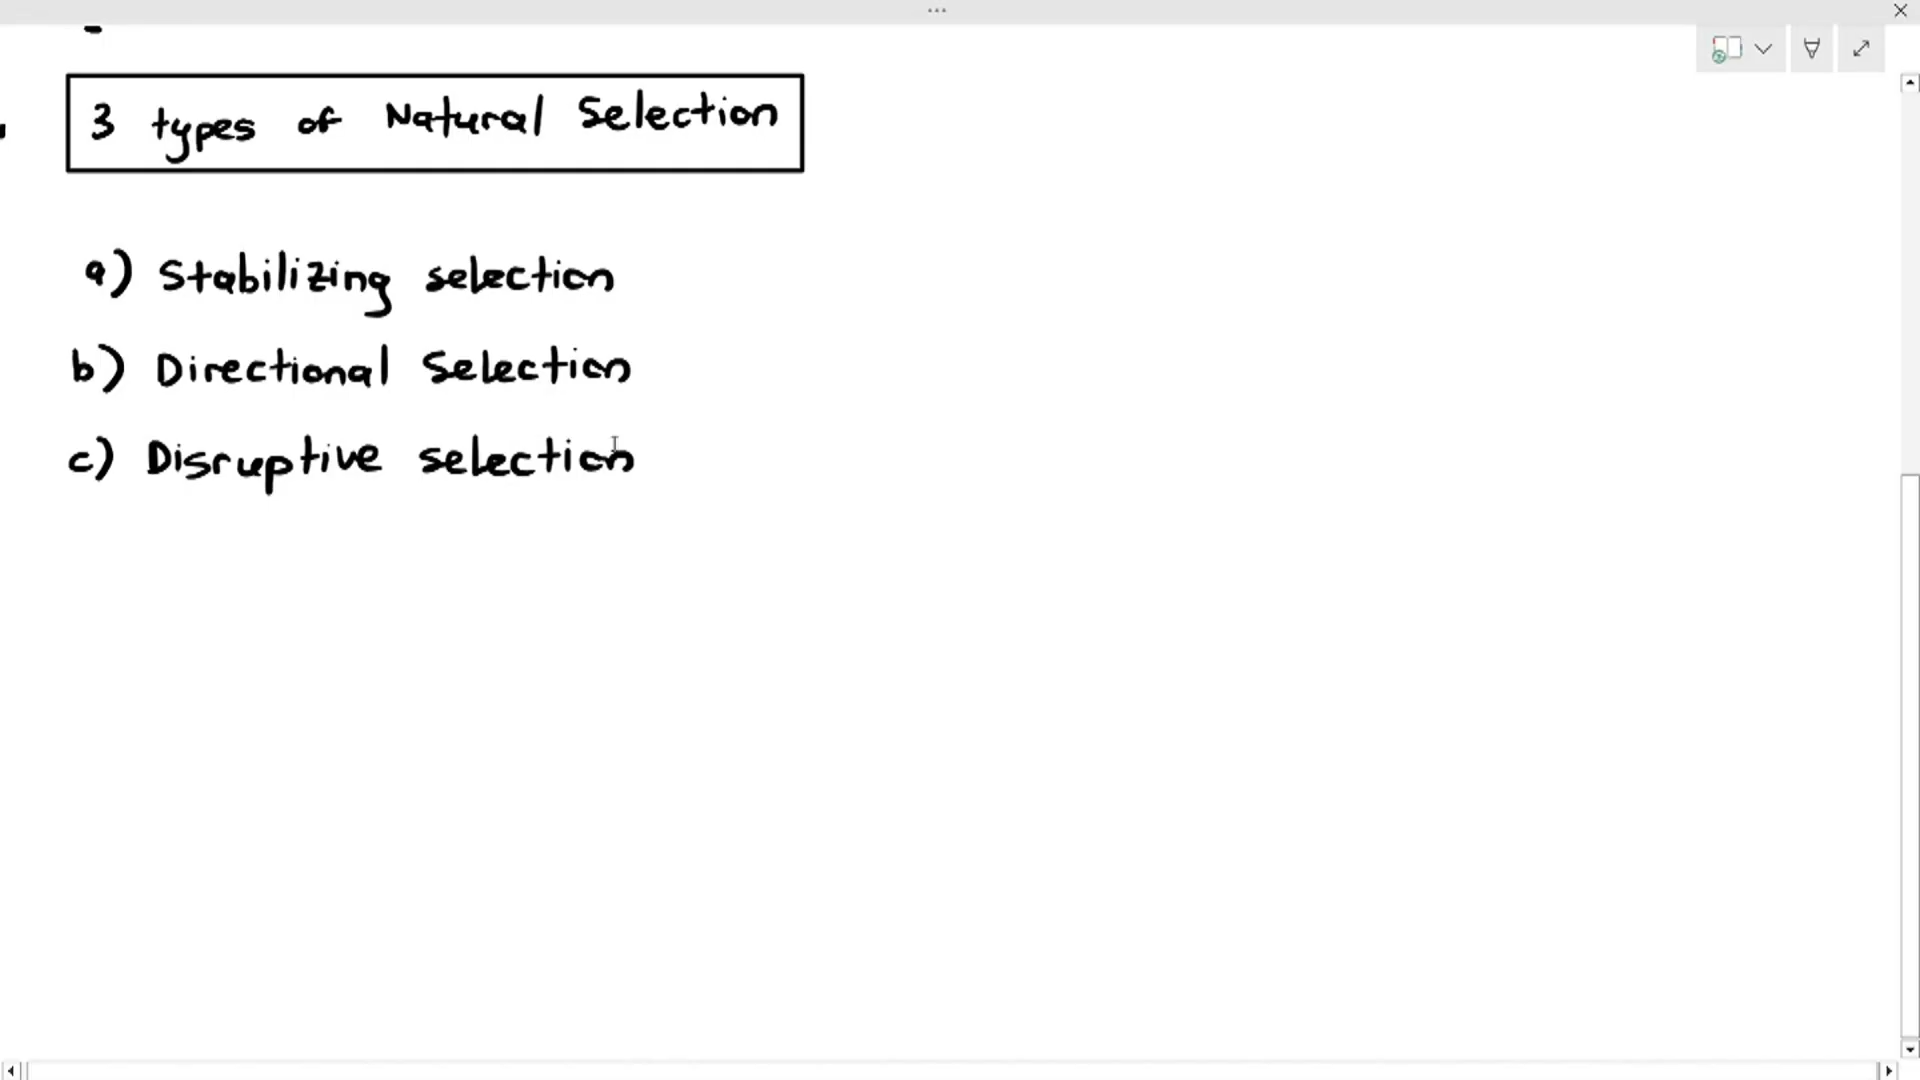 3 types of Natural Selection
a) Stabilizing selection
b) Directional Selection
c) Disruptive selection